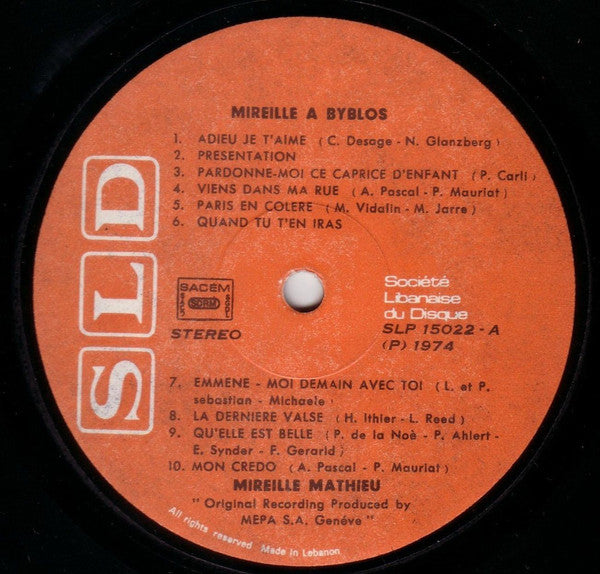 MIREILLE A BYBLOS
1. ADIEU JE T'AIME ( C. Desage - N. Glanzberg )
2. PRESENTATION
3. PARDONNE-MOI CE CAPRICE D'ENFANT ( P. Carli )
4. VIENS DANS MA RUE ( A. Pascal - P. Mauriat )
5. PARIS EN COLERE ( M. Vidalin - M. Jarre )
6. QUAND TU T'EN IRAS
SLD
SACEM
SDRM
STEREO
Société
Libanaise
du Disque
SLP 15022 - A
(P) 1974
7. EMMENE - MOI DEMAIN AVEC TOI ( L. et P.
sebastian - Michaele )
8. LA DERNIERE VALSE ( H. Ithier - L. Reed )
9. QU'ELLE EST BELLE ( P. de la Noè - P. Ahlert -
E. Synder - F. Gerarld )
10. MON CREDO ( A. Pascal - P. Mauriat )
MIREILLE MATHIEU
" Original Recording Produced by
MEPA S.A. Genéve "
All rights reserved Made in Lebanon